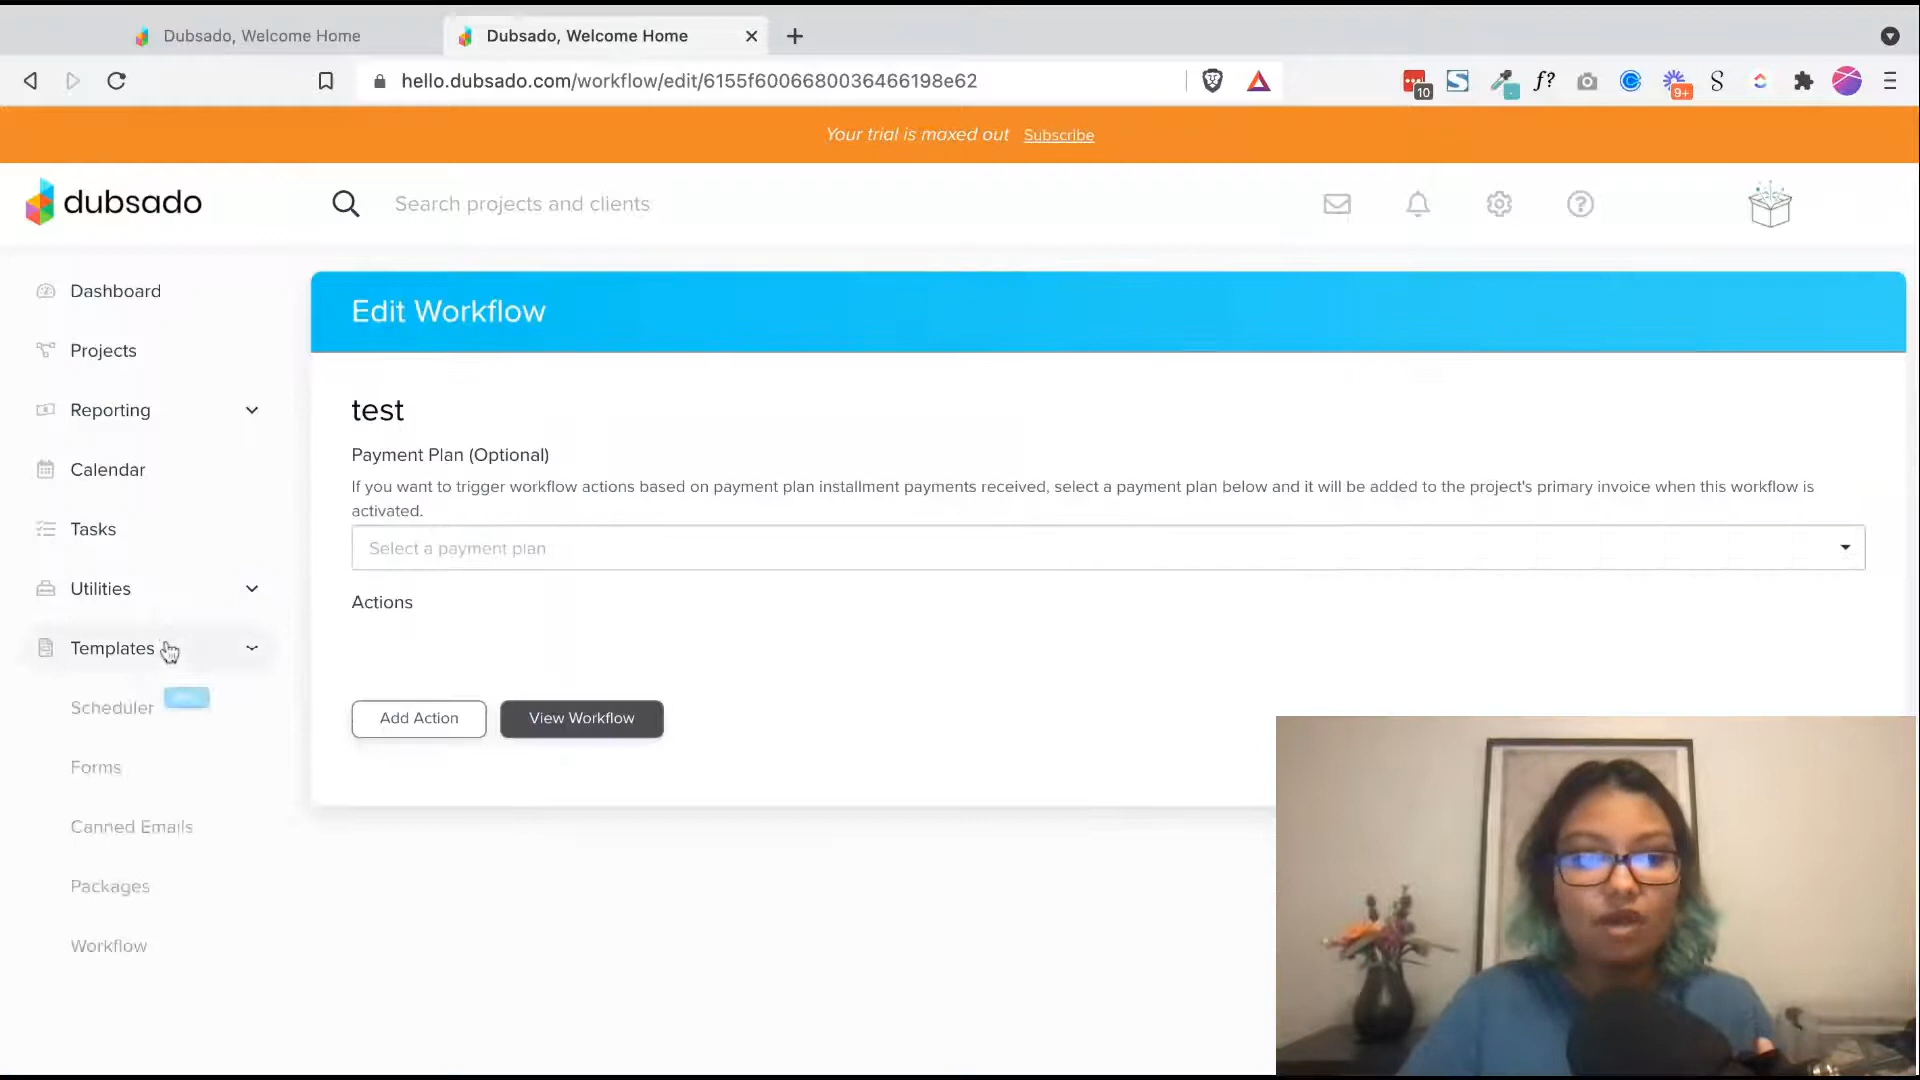 Dubsado, Welcome Home
Dubsado, Welcome Home
hello.dubsado.com/workflow/edit/6155f6006680036466198e62
10
f?
9+
Your trial is maxed out Subscribe
dubsado
Search projects and clients
Dashboard
Projects
Reporting
Calendar
Tasks
Utilities
Templates
Scheduler
Forms
Canned Emails
Packages
Workflow
Edit Workflow
test
Payment Plan (Optional)
If you want to trigger workflow actions based on payment plan installment payments received, select a payment plan below and it will be added to the project's primary invoice when this workflow is
activated.
Select a payment plan
Actions
Add Action
View Workflow